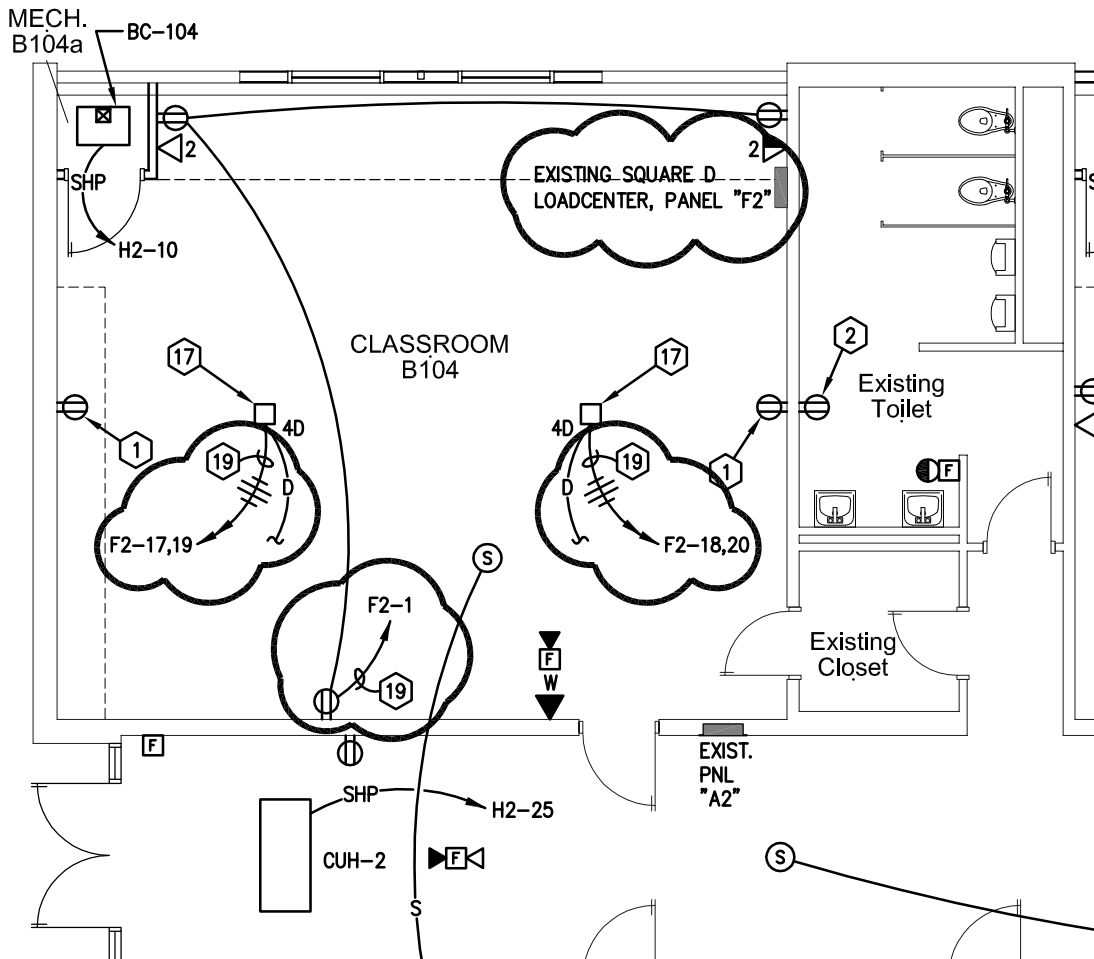 MECH.
B104a
BC-104
2
SHP
H2-10
2
EXISTING SQUARE D
LOADCENTER, PANEL "F2"
S
17
CLASSROOM
B104
17
2
Existing
Toilet
1
4D
4D
1
19
19
F
D
D
F2-17,19
F2-18,20
S
F2-1
19
F
W
Existing
Closet
F
EXIST.
PNL
"A2"
SHP
H2-25
CUH-2
F
S
S